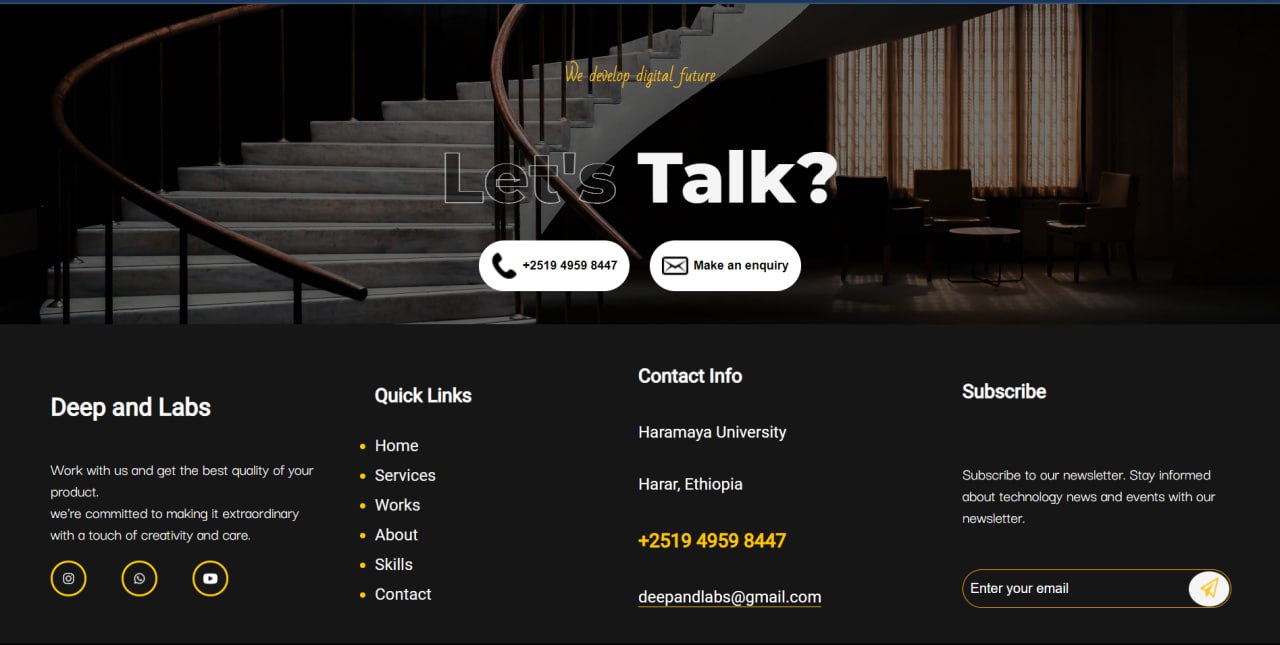 We develop digital future
Let's Talk?
+2519 4959 8447
Make an enquiry
Deep and Labs
Work with us and get the best quality of your
product.
we're committed to making it extraordinary
with a touch of creativity and care.
Quick Links
Home
Services
Works
About
Skills
Contact
Contact Info
Haramaya University
Harar, Ethiopia
+2519 4959 8447
deepandlabs@gmail.com
Subscribe
Subscribe to our newsletter. Stay informed
about technology news and events with our
newsletter.
Enter your email